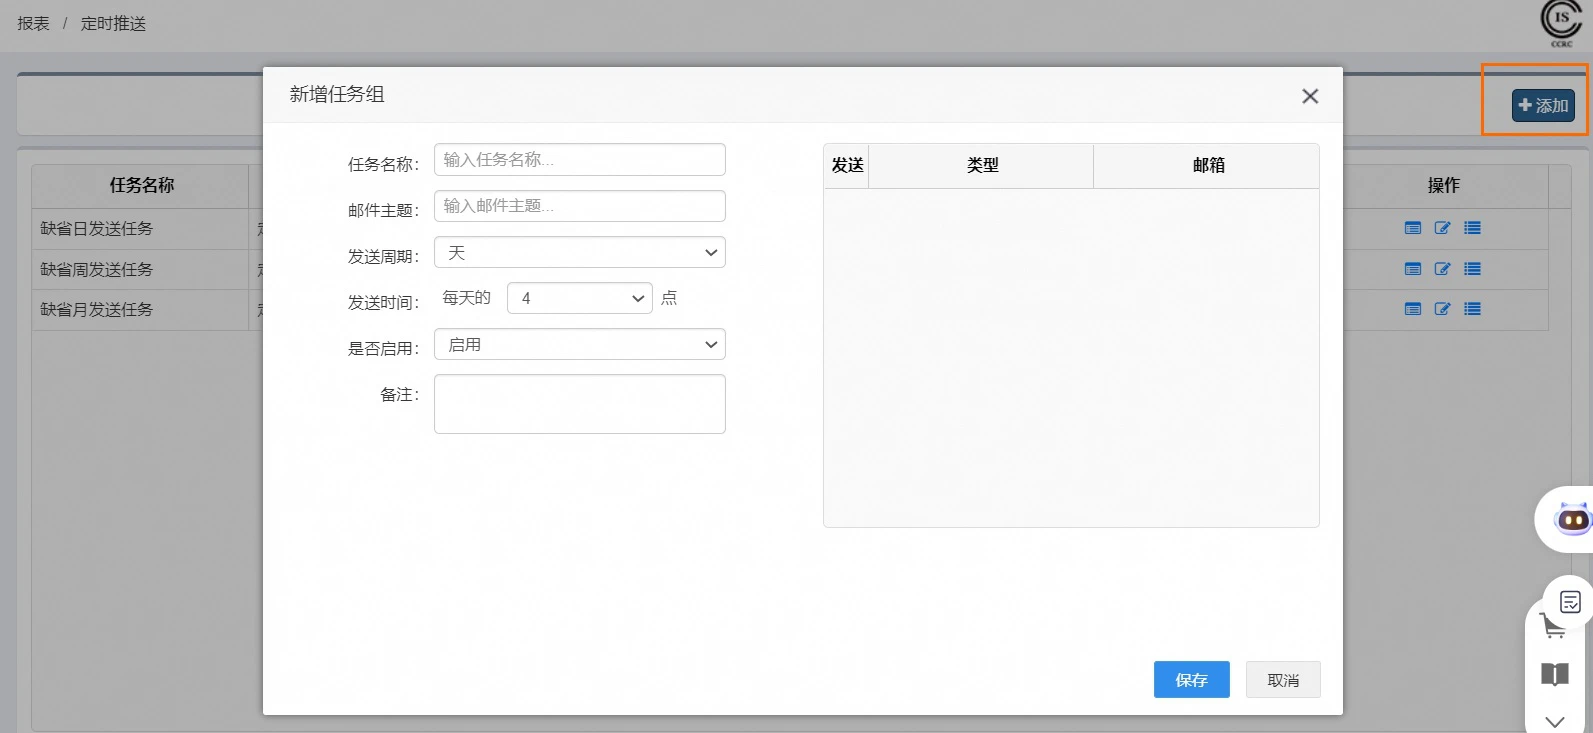 报表 / 定时推送
IS
CCRC
新增任务组
添加
任务名称
操作
缺省日发送任务
缺省周发送任务
缺省月发送任务
任务名称： 输入任务名称...
邮件主题： 输入邮件主题...
发送周期： 天
发送时间： 每天的 4 点
是否启用： 启用
备注：
发送 类型 邮箱
保存 取消